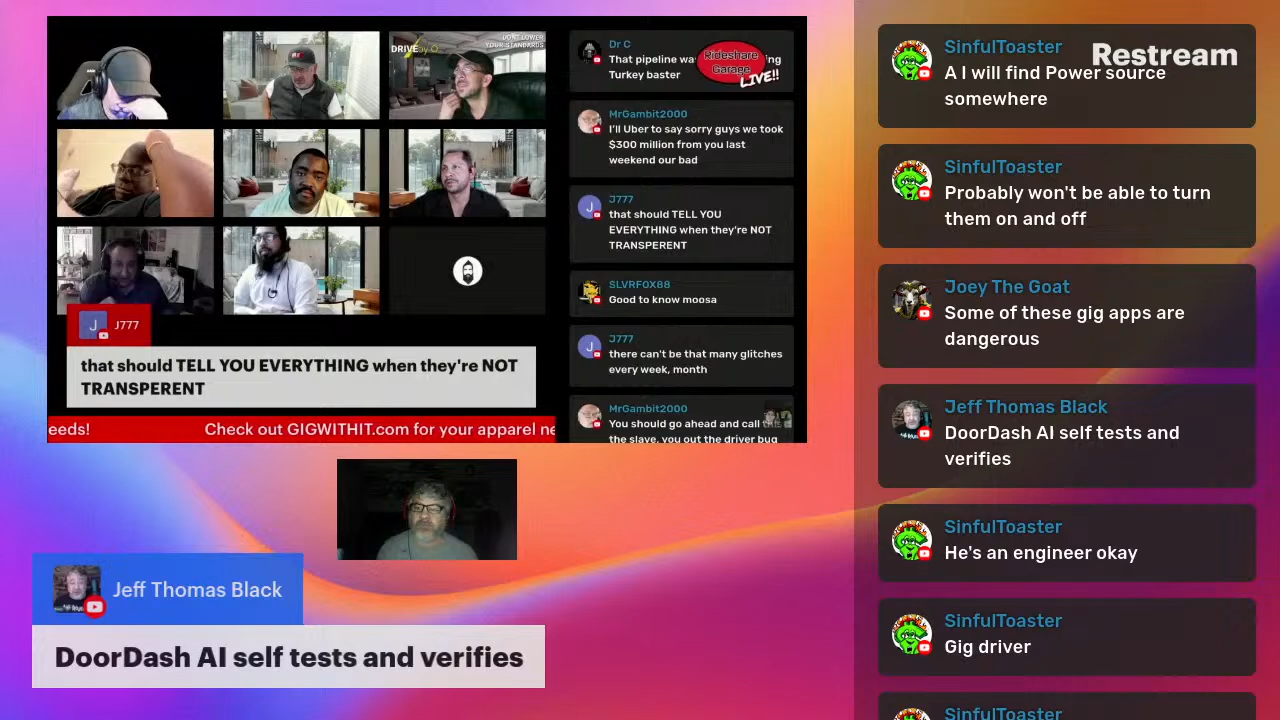 DRIVE by
DONT LOWER
YOUR STANDARDS
Dr C
That pipeline wa
ng
Turkey baster
Rideshare
Garage
LIVE!!
MrGambit2000
I'll Uber to say sorry guys we took
$300 million from you last
weekend our bad
J777
that should TELL YOU
EVERYTHING when they're NOT
TRANSPERENT
SLVRFOX88
Good to know moosa
J777
there can't be that many glitches
every week, month
MrGambit2000
You should go ahead and call
the slave, you out the driver bug
J
J777
that should TELL YOU EVERYTHING when they're NOT
TRANSPERENT
eeds!
Check out GIGWITHIT.com for your apparel ne
Jeff Thomas Black
DoorDash AI self tests and verifies
Restream
SinfulToaster
A I will find Power source
somewhere
SinfulToaster
Probably won't be able to turn
them on and off
Joey The Goat
Some of these gig apps are
dangerous
Jeff Thomas Black
DoorDash AI self tests and
verifies
SinfulToaster
He's an engineer okay
SinfulToaster
Gig driver
SinfulToaster